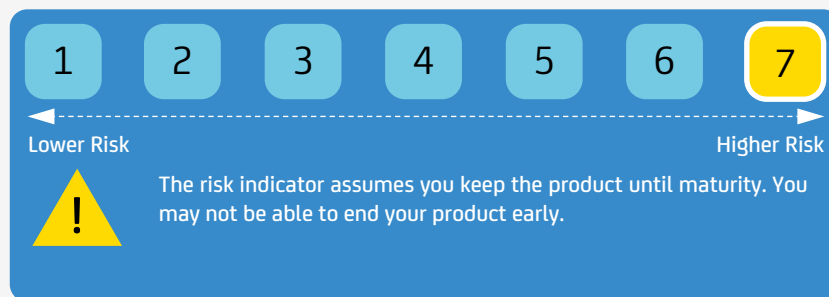 1 2 3 4 5 6 7
Lower Risk Higher Risk
!
The risk indicator assumes you keep the product until maturity. You
may not be able to end your product early.